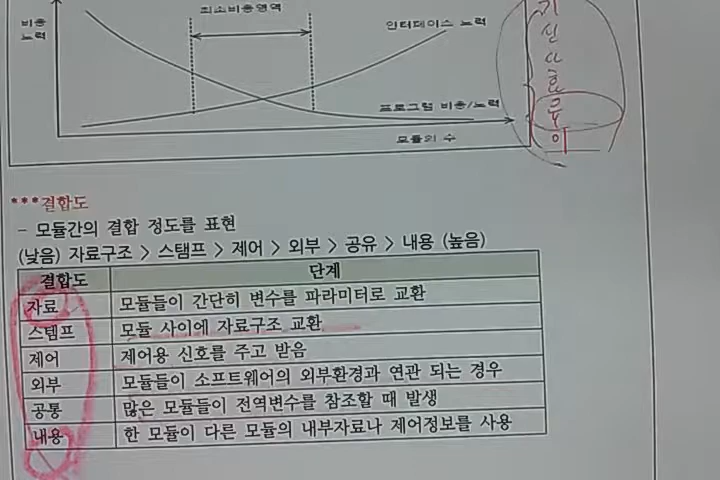 최소비용영역
비용
노력
인터페이스 노력
프로그램 비용/노력
모듈의 수
***결합도
- 모듈간의 결합 정도를 표현
(낮음) 자료구조 > 스탬프 > 제어 > 외부 > 공유 > 내용 (높음)
결합도 단계
자료 모듈들이 간단히 변수를 파라미터로 교환
스템프 모듈 사이에 자료구조 교환
제어 제어용 신호를 주고 받음
외부 모듈들이 소프트웨어의 외부환경과 연관 되는 경우
공통 많은 모듈들이 전역변수를 참조할 때 발생
내용 한 모듈이 다른 모듈의 내부자료나 제어정보를 사용